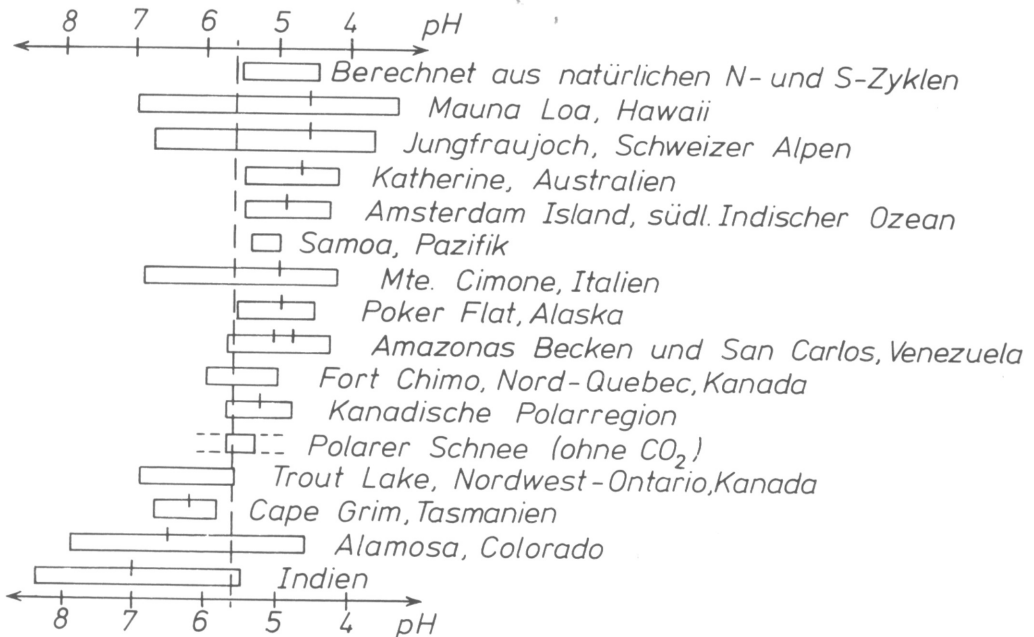 8 7 6 5 4 pH
Berechnet aus natürlichen N- und S-Zyklen
Mauna Loa, Hawaii
Jungfraujoch, Schweizer Alpen
Katherine, Australien
Amsterdam Island, südl. Indischer Ozean
Samoa, Pazifik
Mte. Cimone, Italien
Poker Flat, Alaska
Amazonas Becken und San Carlos, Venezuela
Fort Chimo, Nord-Quebec, Kanada
Kanadische Polarregion
Polarer Schnee (ohne CO₂)
Trout Lake, Nordwest-Ontario, Kanada
Cape Grim, Tasmanien
Alamosa, Colorado
Indien
8 7 6 5 4 pH